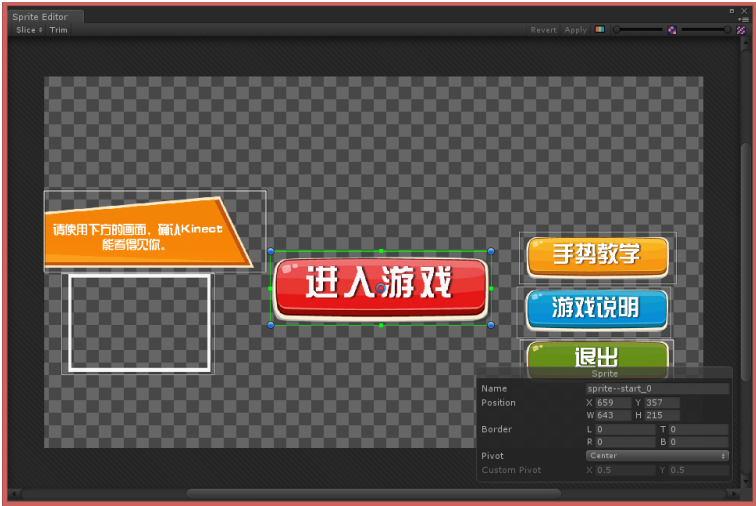 Sprite Editor
Slice Trim
Revert Apply
请使用下方的画面，确认Kinect
能看得见你。
进入游戏
手势教学
游戏说明
退出
Sprite
Name sprite--start_0
Position X 659 Y 357
W 643 H 215
Border L 0 T 0
R 0 B 0
Pivot Center
Custom Pivot X 0.5 Y 0.5